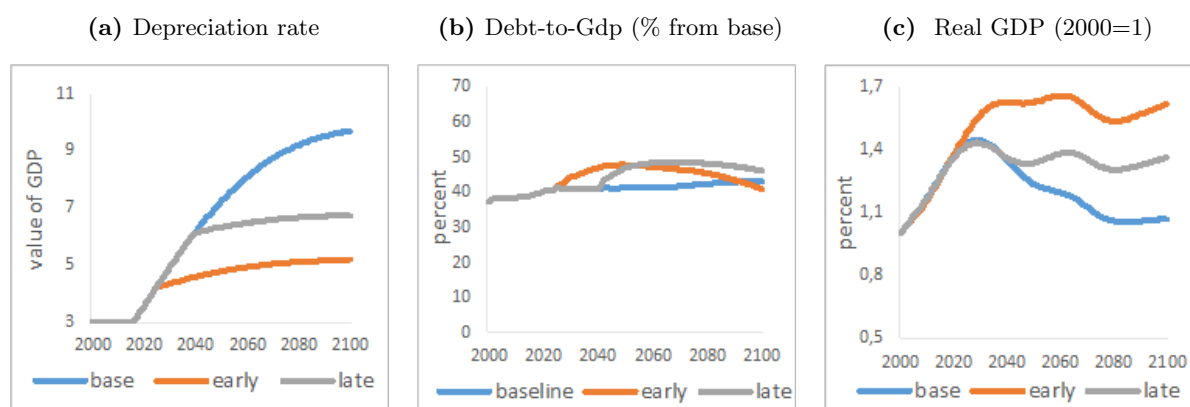 (a) Depreciation rate
(b) Debt-to-Gdp (% from base)
(c) Real GDP (2000=1)
value of GDP
11
9
7
5
3
2000 2020 2040 2060 2080 2100
base early late
percent
70
60
50
40
30
20
10
0
2000 2020 2040 2060 2080 2100
baseline early late
percent
1,7
1,4
1,1
0,8
0,5
2000 2020 2040 2060 2080 2100
base early late